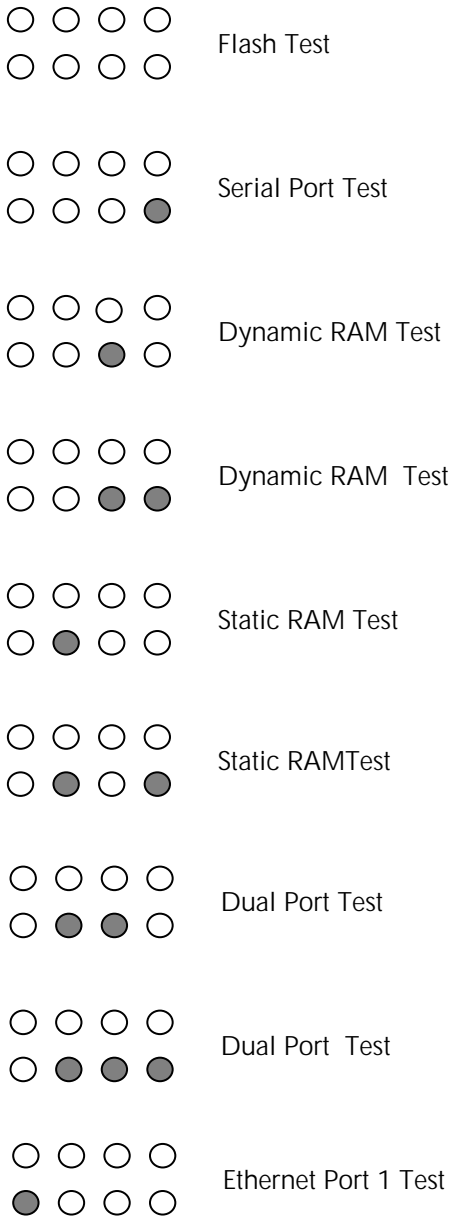 Flash Test
Serial Port Test
Dynamic RAM Test
Dynamic RAM  Test
Static RAM Test
Static RAMTest
Dual Port Test
Dual Port  Test
Ethernet Port 1 Test